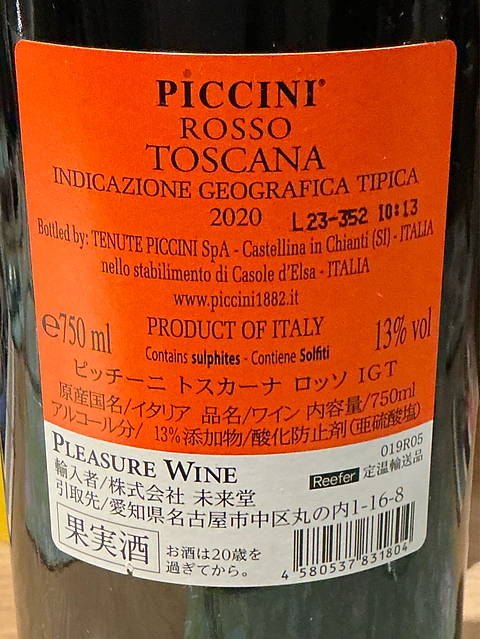 PiCCINI®
ROSSO
TOSCANA
INDICAZIONE GEOGRAFICA TIPICA
2020 L23-352 10:13
Bottled by: TENUTE PICCINI SpA - Castellina in Chianti (SI) - ITALIA
nello stabilimento di Casole d'Elsa - ITALIA
www.piccini1882.it
℮750 ml PRODUCT OF ITALY 13% vol
Contains sulphites - Contiene Solfiti
ピッチーニ トスカーナ ロッソ IGT
原産国名/イタリア 品名/ワイン 内容量/750ml
アルコール分/ 13%添加物/酸化防止剤(亜硫酸塩)
PLEASURE WINE Reefer 定温輸送品 019R05
輸入者/株式会社 未来堂
引取先/愛知県名古屋市中区丸の内1-16-8
果実酒 お酒は20歳を
過ぎてから。
4 580537 831804